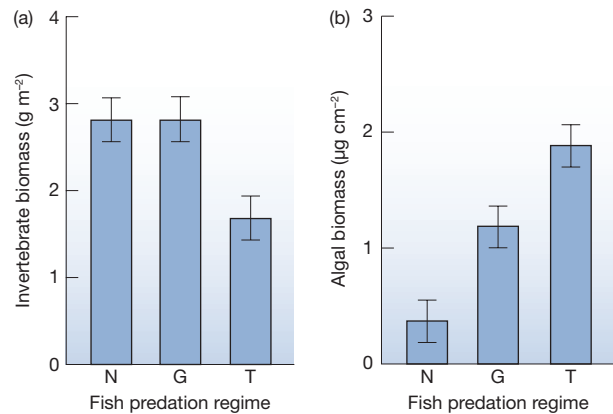 (a)
4
3
2
1
0
Invertebrate biomass (g m⁻²)
N G T
Fish predation regime
(b)
3
2
1
0
Algal biomass (µg cm⁻²)
N G T
Fish predation regime